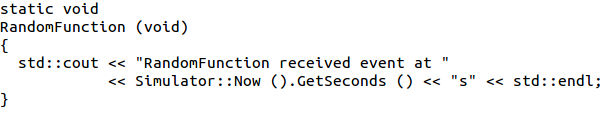 static void
RandomFunction (void)
{
  std::cout << "RandomFunction received event at "
            << Simulator::Now ().GetSeconds () << "s" << std::endl;
}